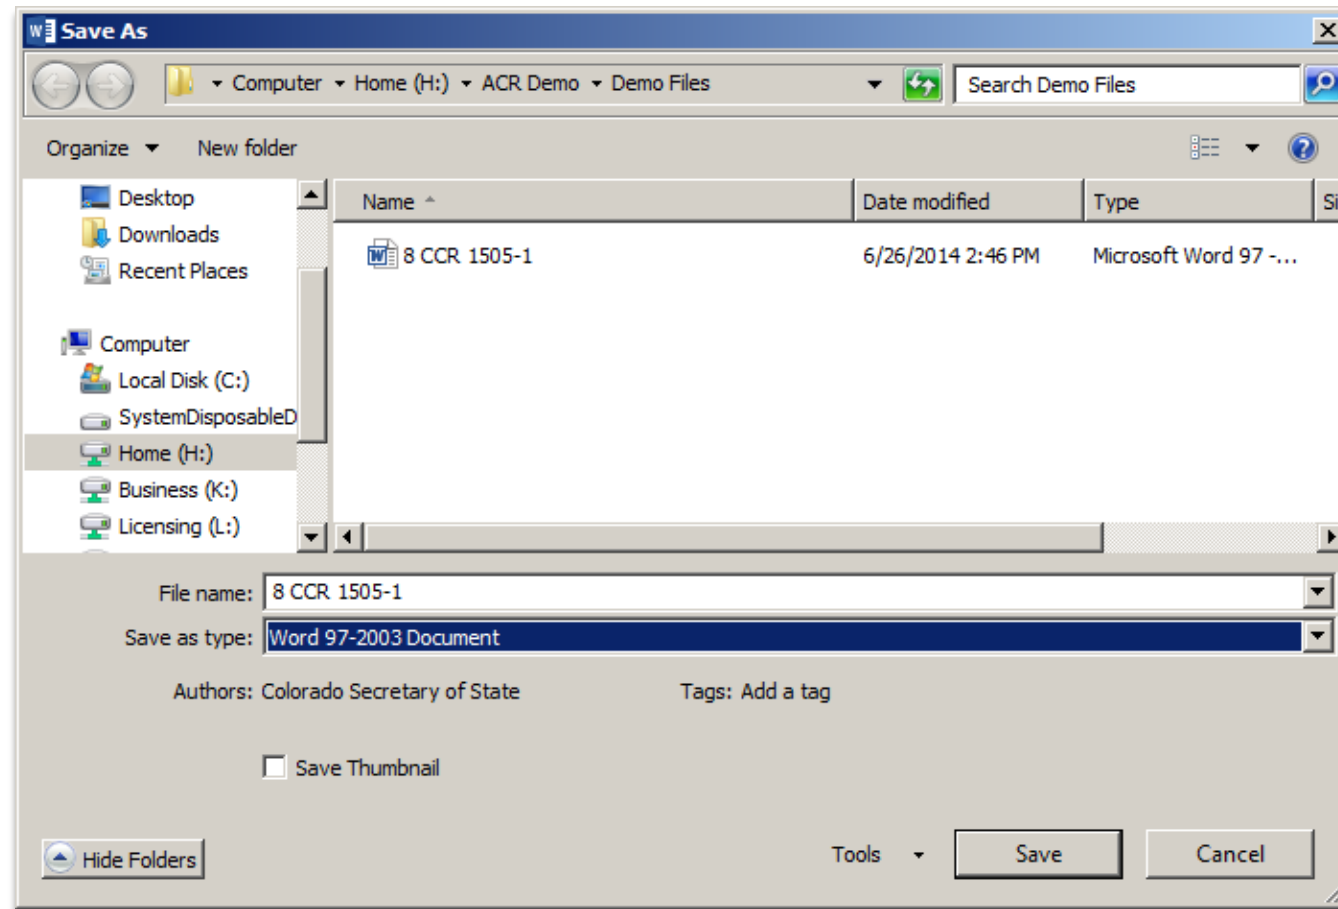 Save As
Computer Home (H:) ACR Demo Demo Files Search Demo Files
Organize New folder
Name Date modified Type Si
Desktop
Downloads
Recent Places
Computer
Local Disk (C:)
SystemDisposableD
Home (H:)
Business (K:)
Licensing (L:)
8 CCR 1505-1 6/26/2014 2:46 PM Microsoft Word 97 -...
File name: 8 CCR 1505-1
Save as type: Word 97-2003 Document
Authors: Colorado Secretary of State Tags: Add a tag
Save Thumbnail
Hide Folders Tools Save Cancel